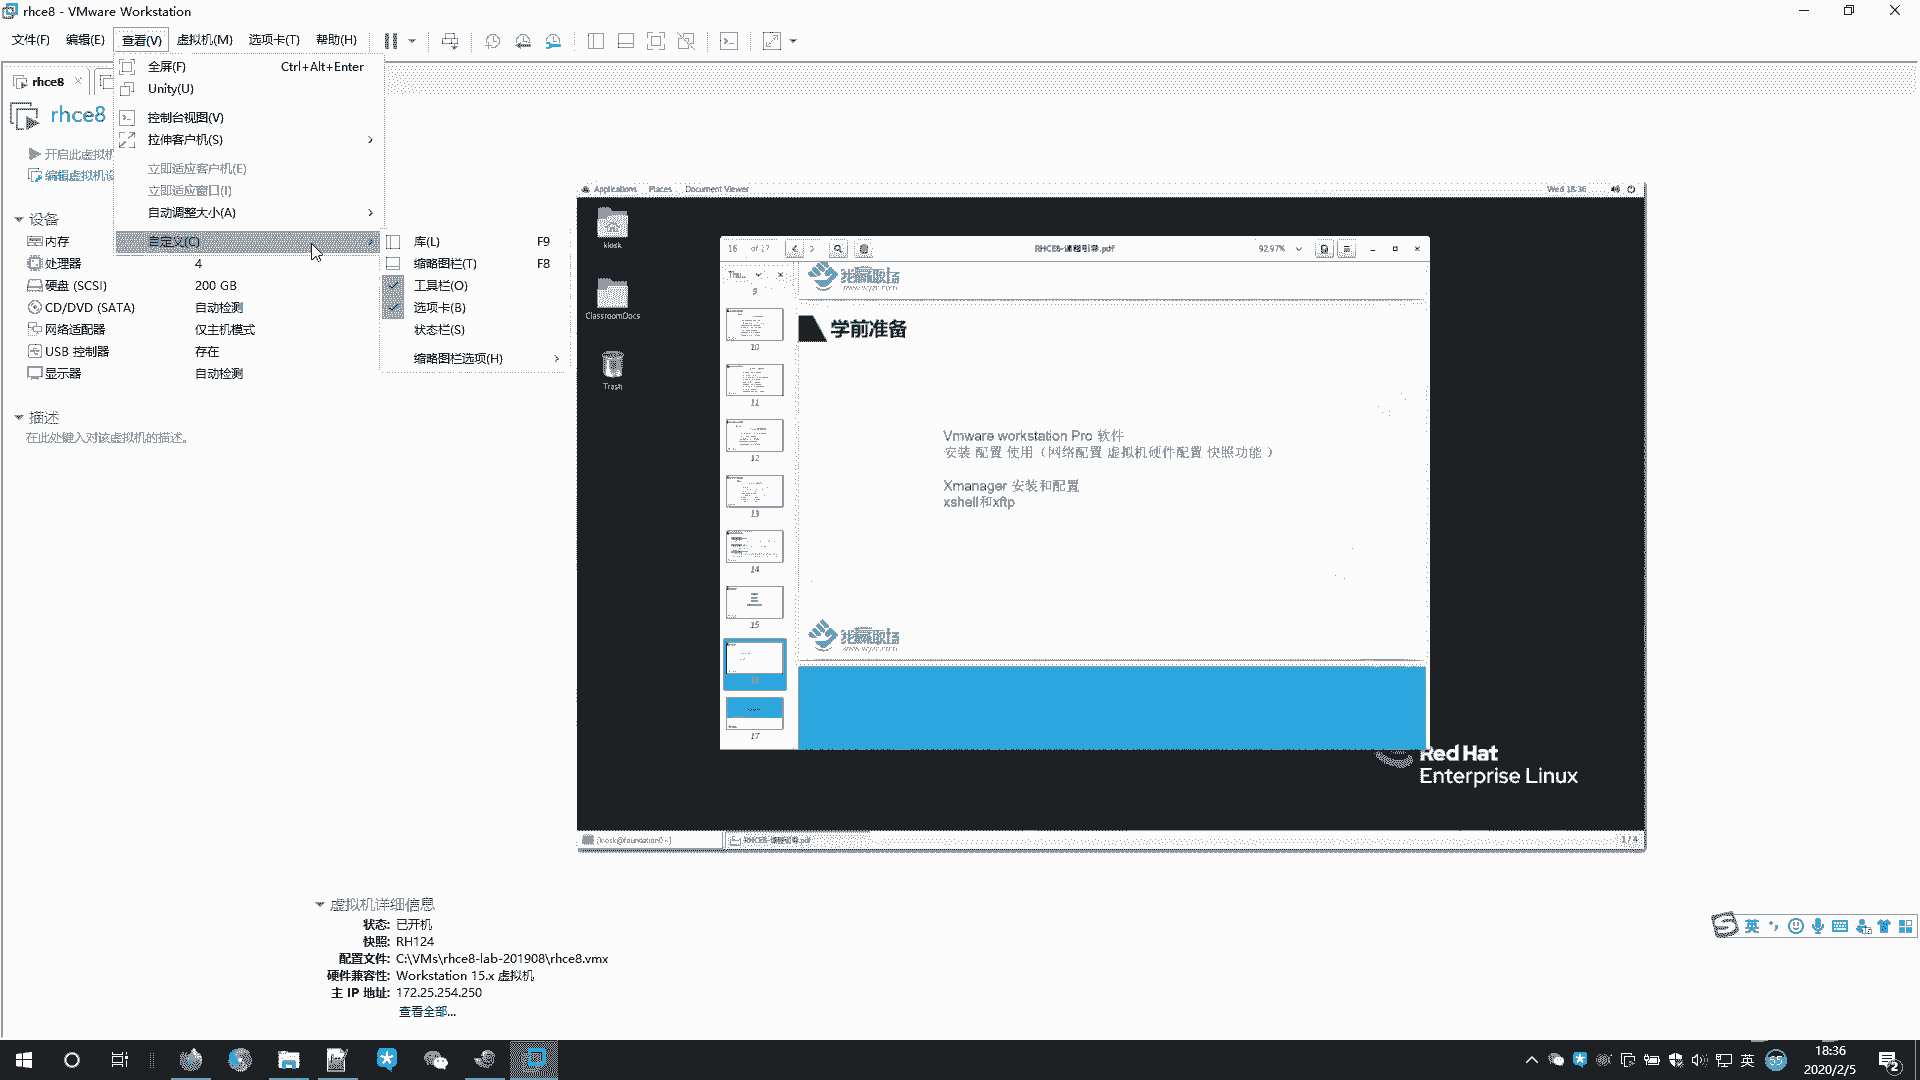 rhce8 - VMware Workstation
文件(F) 编辑(E) 查看(V) 虚拟机(M) 选项卡(T) 帮助(H)
rhce8
全屏(F) Ctrl+Alt+Enter
Unity(U)
控制台视图(V)
拉伸客户机(S)
立即适应客户机(E)
立即适应窗口(I)
自动调整大小(A)
自定义(C)
库(L) F9
缩略图栏(T) F8
工具栏(O)
选项卡(B)
状态栏(S)
缩略图栏选项(H)
rhce8
开启此虚拟机
编辑虚拟机设
设备
内存
处理器 4
硬盘 (SCSI) 200 GB
CD/DVD (SATA) 自动检测
网络适配器 仅主机模式
USB 控制器 存在
显示器 自动检测
描述
在此处键入对该虚拟机的描述。
Applications Places Document Viewer Wed 18:36
kiosk
ClassroomDocs
Trash
16 of 17 RHCE8-课程引导.pdf 92.97%
Thu...
9
10
11
12
13
14
15
16
17
学前准备
Vmware workstation Pro 软件
安装 配置 使用（网络配置 虚拟机硬件配置 快照功能 ）
Xmanager 安装和配置
xshell和xftp
Red Hat
Enterprise Linux
[kiosk@foundation0:~] RHCE8-课程引导.pdf 1 / 4
虚拟机详细信息
状态: 已开机
快照: RH124
配置文件: C:\VMs\rhce8-lab-201908\rhce8.vmx
硬件兼容性: Workstation 15.x 虚拟机
主 IP 地址: 172.25.254.250
查看全部...
英
英 65 18:36
2020/2/5
2